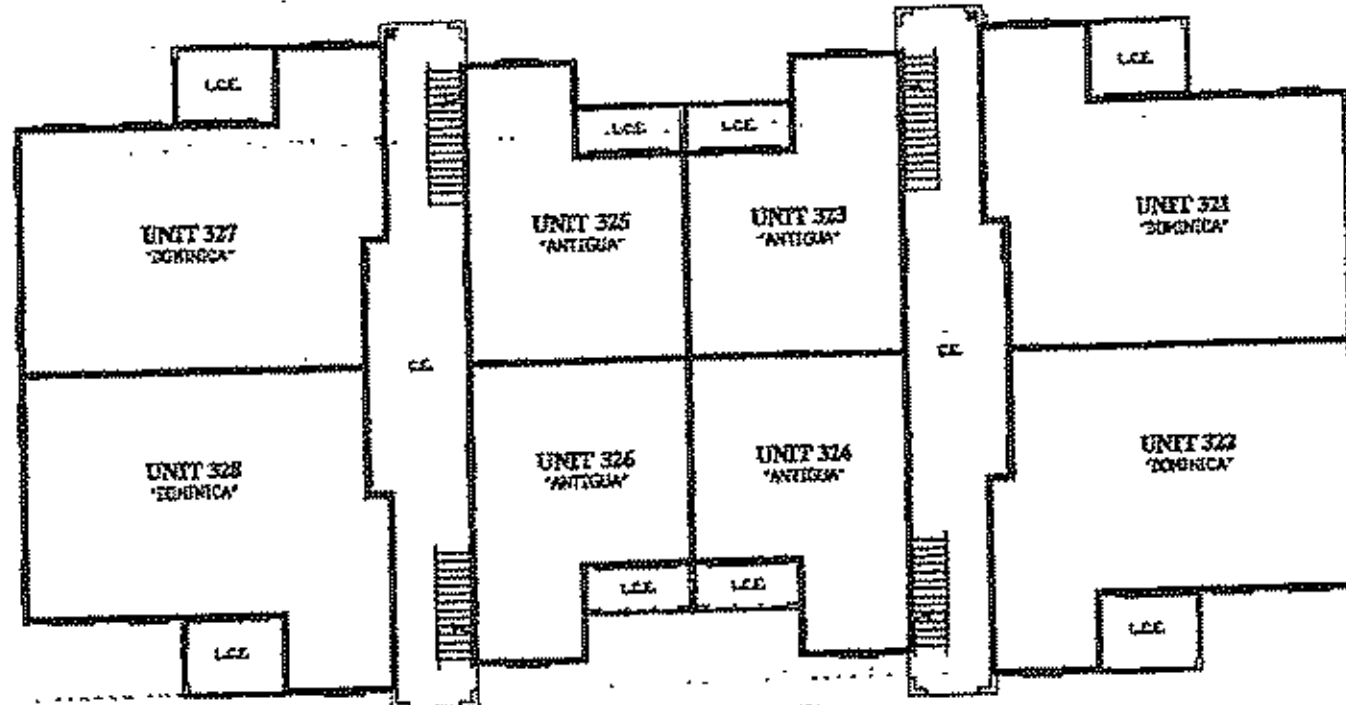 L.C.E.
L.C.E.
L.C.E.
L.C.E.
UNIT 327
"DOMINICA"
UNIT 325
"ANTIGUA"
UNIT 323
"ANTIGUA"
UNIT 321
"DOMINICA"
C.E.
C.E.
UNIT 328
"DOMINICA"
UNIT 326
"ANTIGUA"
UNIT 324
"ANTIGUA"
UNIT 322
"DOMINICA"
L.C.E.
L.C.E.
L.C.E.
L.C.E.